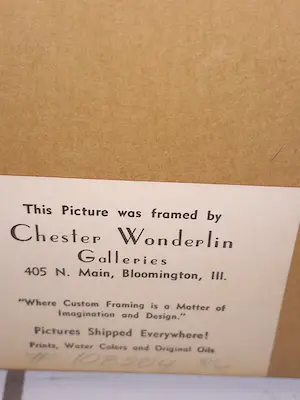 This Picture was framed by
Chester Wonderlin
Galleries
405 N. Main, Bloomington, Ill.
"Where Custom Framing is a Matter of
Imagination and Design."
Pictures Shipped Everywhere!
Prints, Water Colors and Original Oils
#